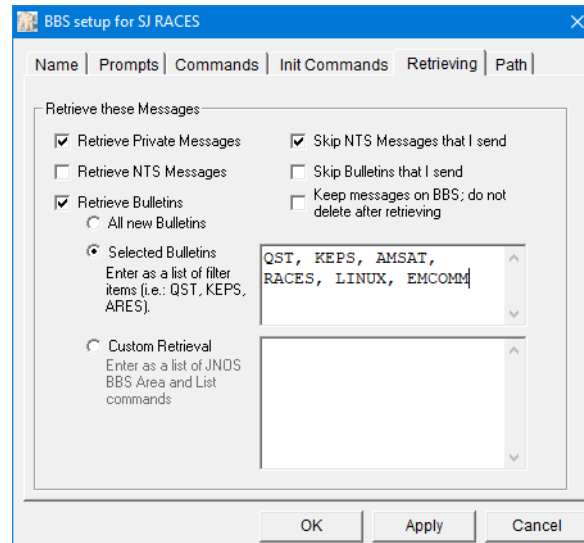 BBS setup for SJ RACES
Name
Prompts
Commands
Init Commands
Retrieving
Path
Retrieve these Messages
Retrieve Private Messages
Skip NTS Messages that I send
Retrieve NTS Messages
Skip Bulletins that I send
Retrieve Bulletins
Keep messages on BBS; do not
delete after retrieving
All new Bulletins
Selected Bulletins
Enter as a list of filter
items (i.e.: QST, KEPS,
ARES).
QST, KEPS, AMSAT,
RACES, LINUX, EMCOMM
Custom Retrieval
Enter as a list of JNOS
BBS Area and List
commands
OK
Apply
Cancel